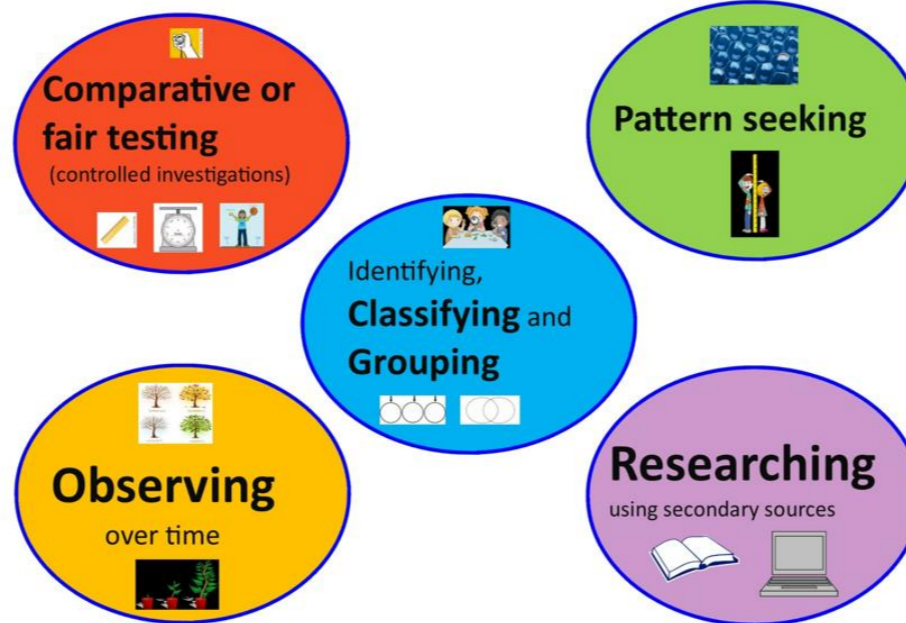 Comparative or
fair testing
(controlled investigations)
Pattern seeking
Identifying,
Classifying and
Grouping
Observing
over time
Researching
using secondary sources